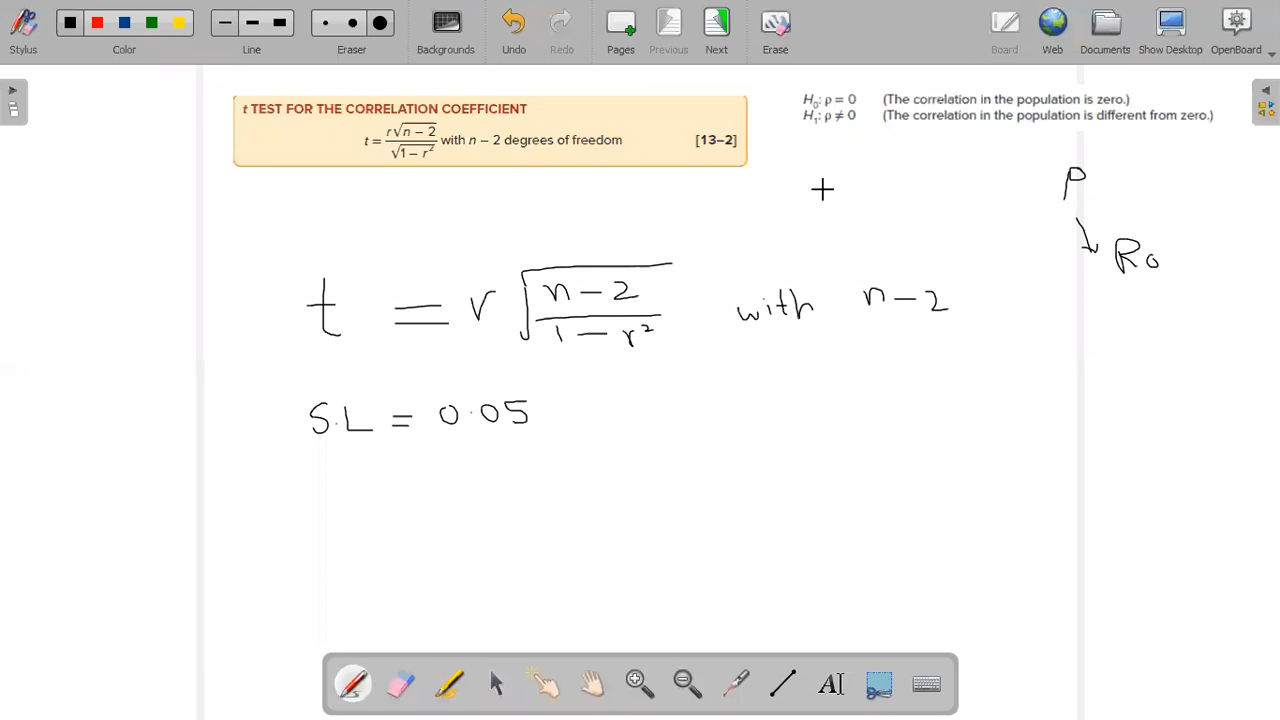 Stylus Color Line Eraser Backgrounds Undo Redo Pages Previous Next Erase Board Web Documents Show Desktop OpenBoard
t TEST FOR THE CORRELATION COEFFICIENT
t = r√n − 2 / √1 − r² with n − 2 degrees of freedom [13–2]
H₀: ρ = 0 (The correlation in the population is zero.)
H₁: ρ ≠ 0 (The correlation in the population is different from zero.)
ρ
Ro
t = r √(n − 2 / 1 − r²) with n − 2
S.L = 0.05